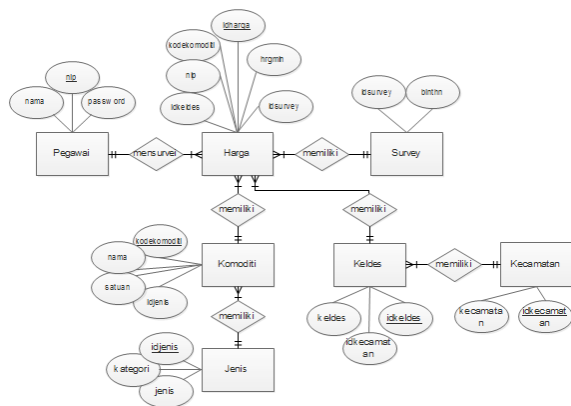 idharga
kodekomoditi
hrgmin
nip
nip
nama
password
idkeldes
idsurvey
idsurvey
blnthn
Pegawai
mensurvei
Harga
memiliki
Survey
memiliki
memiliki
kodekomoditi
nama
satuan
idjenis
Komoditi
Keldes
memiliki
Kecamatan
memiliki
keldes
idkeldes
idkecamat
an
kecamata
n
idkecamat
an
idjenis
kategori
jenis
Jenis